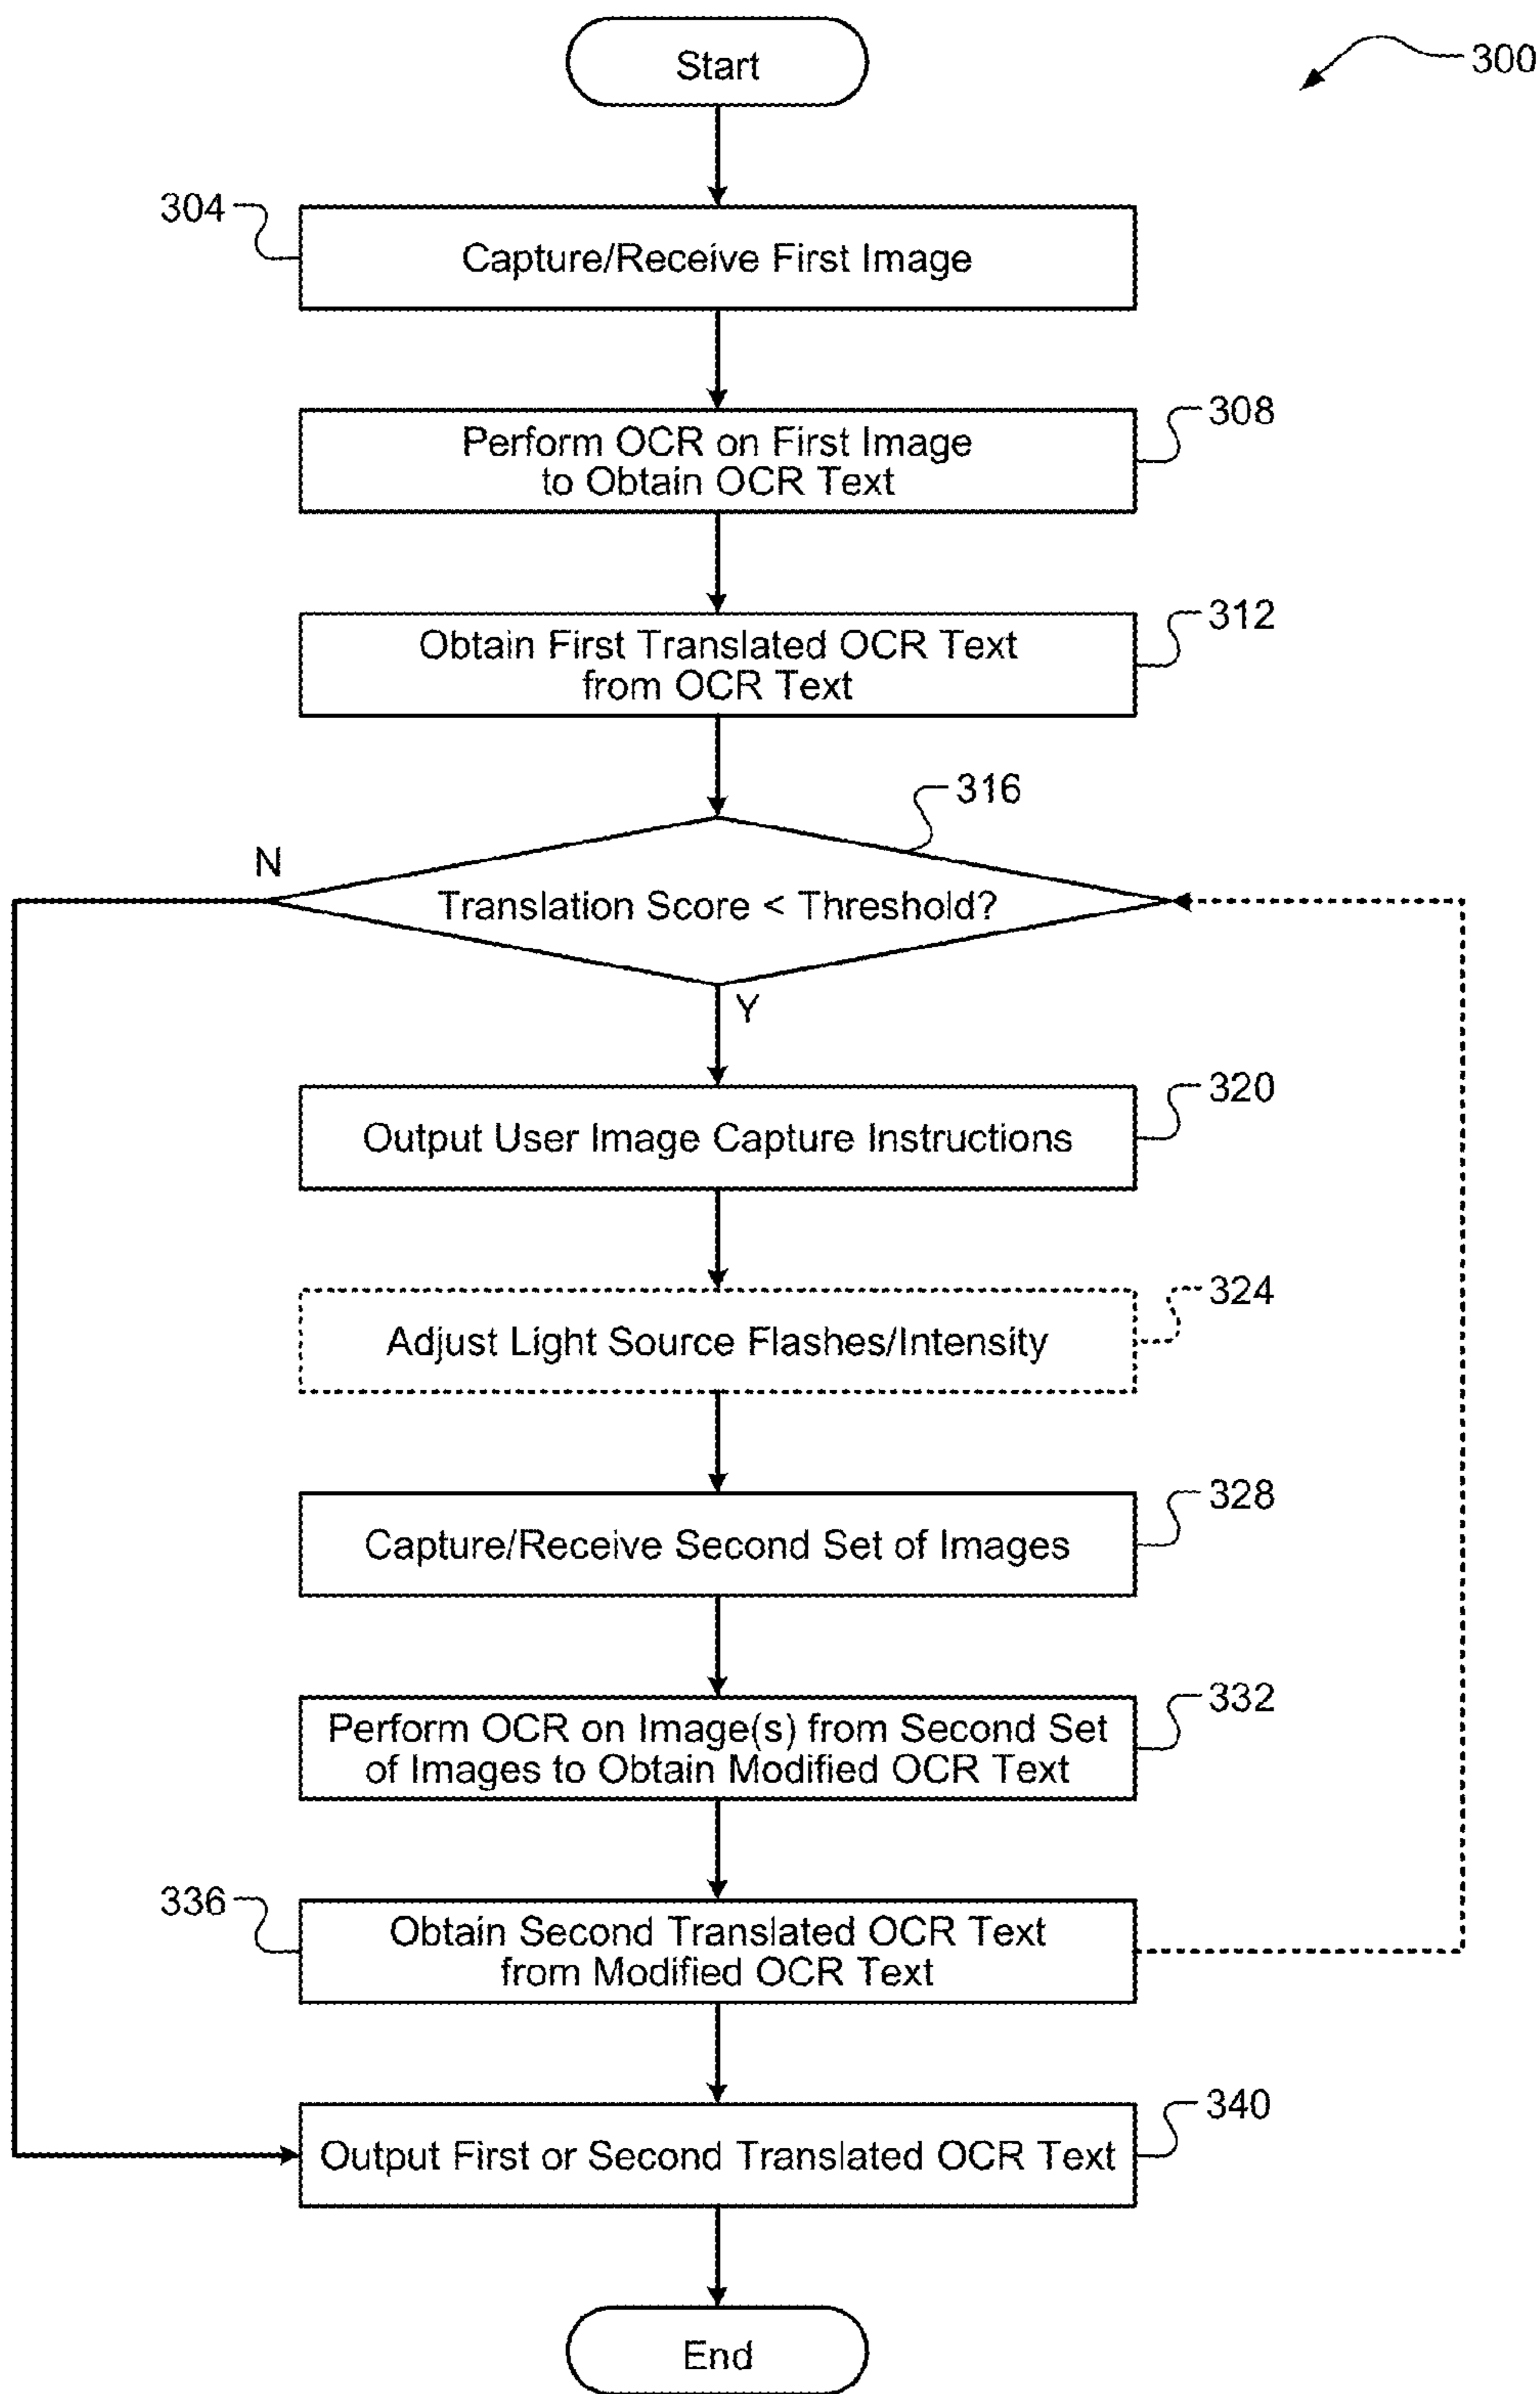 Start
300
304
Capture/Receive First Image
Perform OCR on First Image
to Obtain OCR Text
308
Obtain First Translated OCR Text
from OCR Text
312
316
N
Translation Score < Threshold?
Y
Output User Image Capture Instructions
320
Adjust Light Source Flashes/Intensity
324
Capture/Receive Second Set of Images
328
Perform OCR on Image(s) from Second Set
of Images to Obtain Modified OCR Text
332
336
Obtain Second Translated OCR Text
from Modified OCR Text
Output First or Second Translated OCR Text
340
End